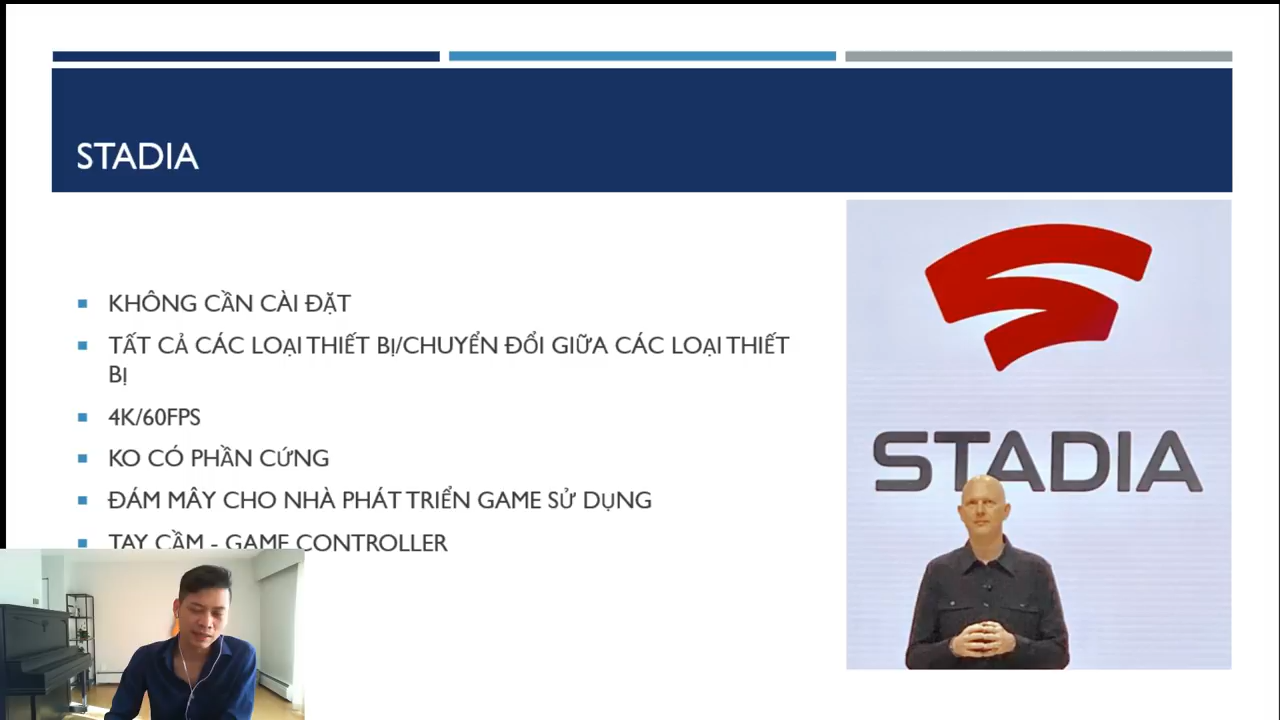 STADIA
KHÔNG CẦN CÀI ĐẶT
TẤT CẢ CÁC LOẠI THIẾT BỊ/CHUYỂN ĐỔI GIỮA CÁC LOẠI THIẾT
BỊ
4K/60FPS
KO CÓ PHẦN CỨNG
ĐÁM MÂY CHO NHÀ PHÁT TRIỂN GAME SỬ DỤNG
TAY CẦM - GAME CONTROLLER
STADIA